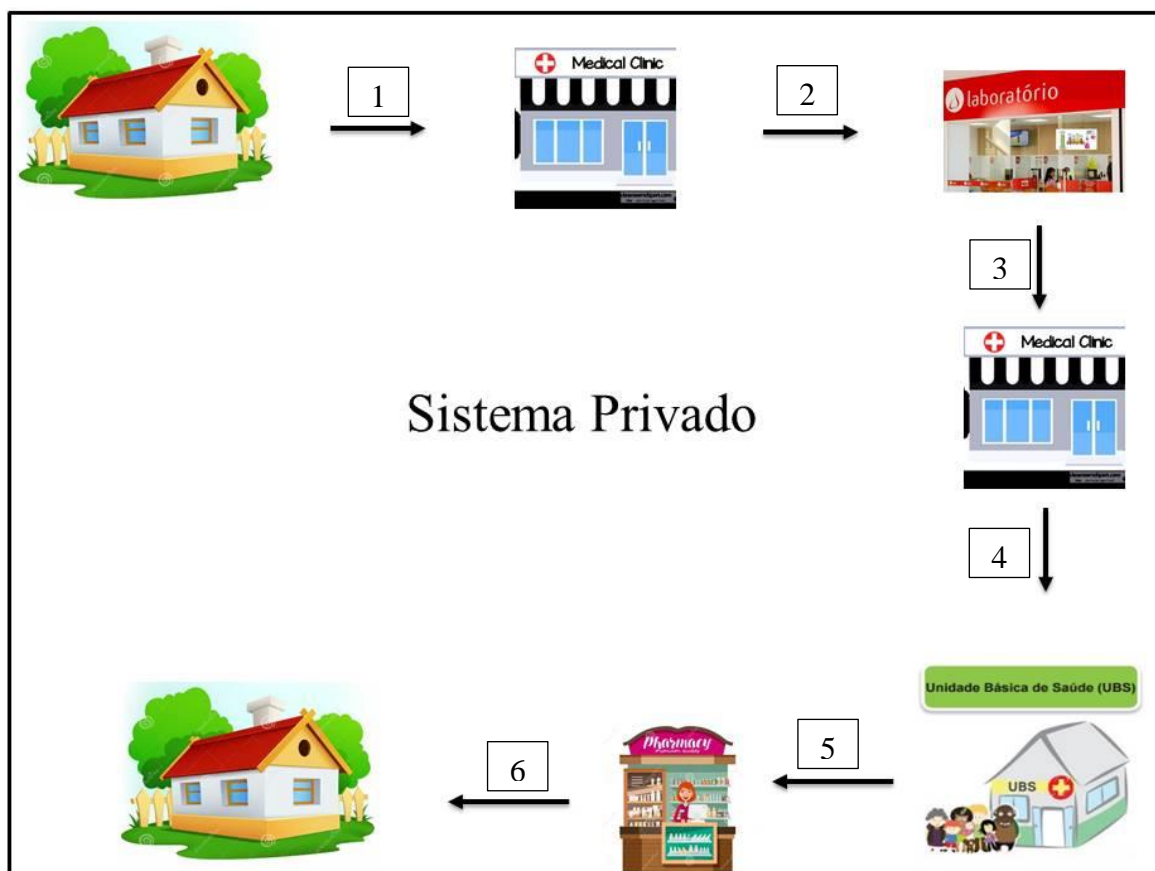 1
Medical Clinic
2
laboratório
3
Medical Clinic
Sistema Privado
4
Unidade Básica de Saúde (UBS)
UBS
5
Pharmacy
6